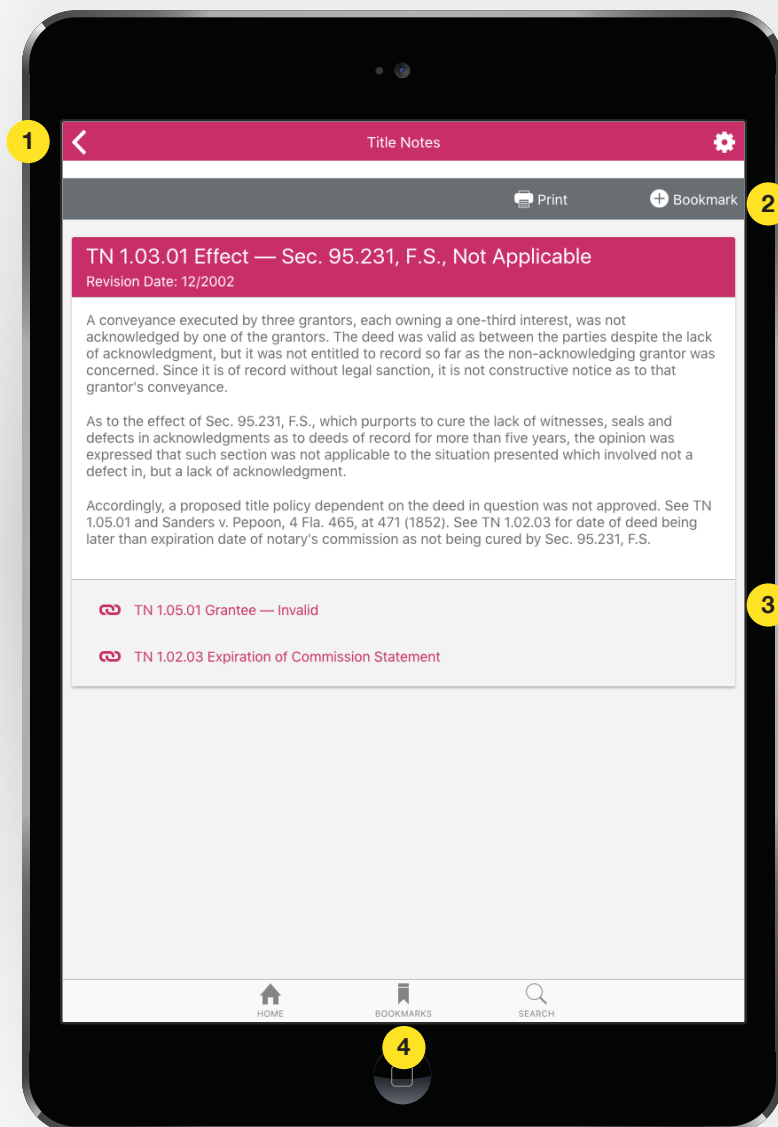 1
Title Notes
Print
Bookmark
2
TN 1.03.01 Effect — Sec. 95.231, F.S., Not Applicable
Revision Date: 12/2002
A conveyance executed by three grantors, each owning a one-third interest, was not
acknowledged by one of the grantors. The deed was valid as between the parties despite the lack
of acknowledgment, but it was not entitled to record so far as the non-acknowledging grantor was
concerned. Since it is of record without legal sanction, it is not constructive notice as to that
grantor's conveyance.
As to the effect of Sec. 95.231, F.S., which purports to cure the lack of witnesses, seals and
defects in acknowledgments as to deeds of record for more than five years, the opinion was
expressed that such section was not applicable to the situation presented which involved not a
defect in, but a lack of acknowledgment.
Accordingly, a proposed title policy dependent on the deed in question was not approved. See TN
1.05.01 and Sanders v. Pepoon, 4 Fla. 465, at 471 (1852). See TN 1.02.03 for date of deed being
later than expiration date of notary's commission as not being cured by Sec. 95.231, F.S.
TN 1.05.01 Grantee — Invalid
3
TN 1.02.03 Expiration of Commission Statement
HOME
BOOKMARKS
SEARCH
4